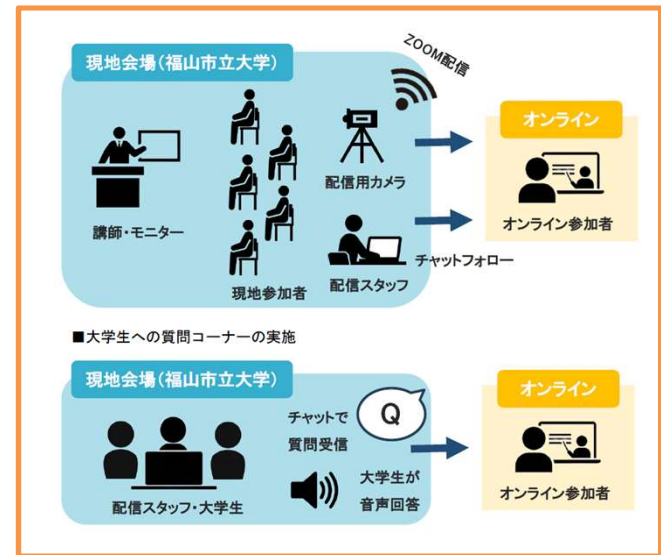 現地会場(福山市立大学)
ZOOM配信
講師・モニター
現地参加者
配信用カメラ
配信スタッフ
チャットフォロー
オンライン
オンライン参加者
■大学生への質問コーナーの実施
現地会場(福山市立大学)
配信スタッフ・大学生
チャットで
質問受信
Q
大学生が
音声回答
オンライン
オンライン参加者